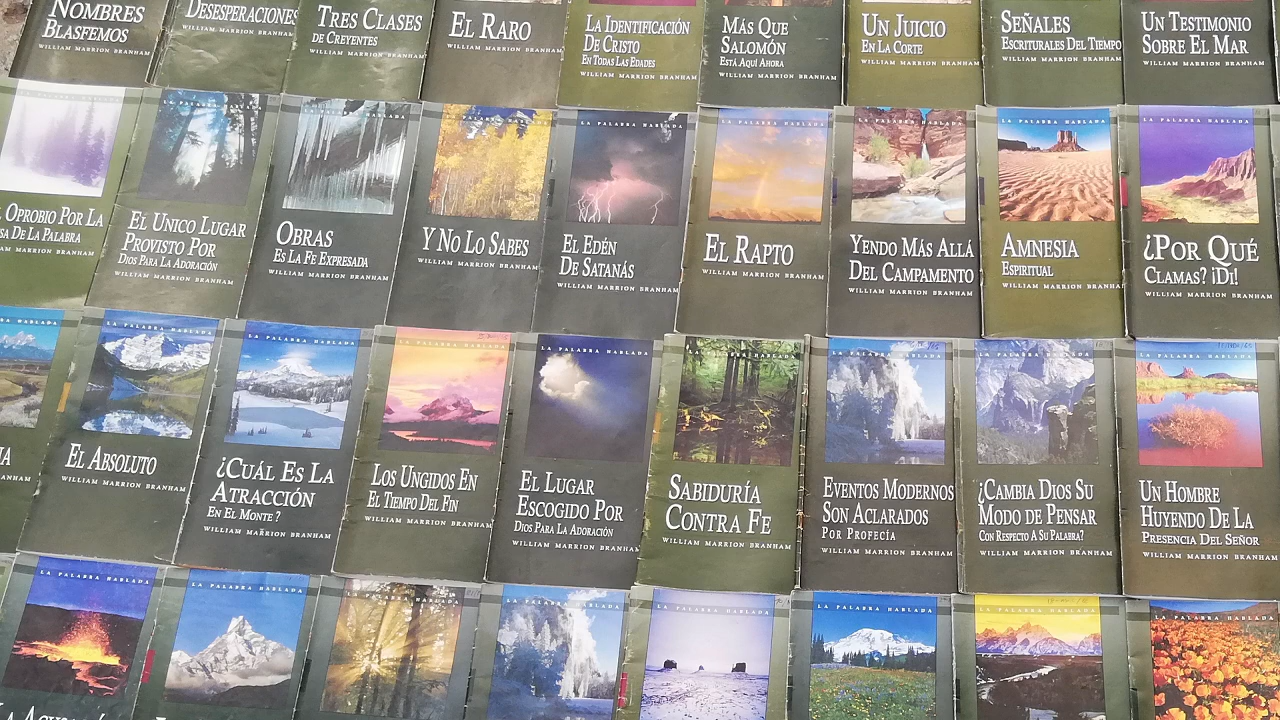 NOMBRES
BLASFEMOS
WILLIAM MARRION BRANHAM
DESESPERACIONES
WILLIAM MARRION BRANHAM
TRES CLASES
DE CREYENTES
WILLIAM MARRION BRANHAM
EL RARO
WILLIAM MARRION BRANHAM
LA IDENTIFICACIÓN
DE CRISTO
EN TODAS LAS EDADES
WILLIAM MARRION BRANHAM
MÁS QUE
SALOMÓN
ESTÁ AQUÍ AHORA
WILLIAM MARRION BRANHAM
UN JUICIO
EN LA CORTE
WILLIAM MARRION BRANHAM
SEÑALES
ESCRITURALES DEL TIEMPO
WILLIAM MARRION BRANHAM
UN TESTIMONIO
SOBRE EL MAR
WILLIAM MARRION BRANHAM
OPROBIO POR LA
DE LA PALABRA
WILLIAM MARRION BRANHAM
LA PALABRA HABLADA
EL UNICO LUGAR
PROVISTO POR
DIOS PARA LA ADORACIÓN
WILLIAM MARRION BRANHAM
LA PALABRA HABLADA
OBRAS
ES LA FE EXPRESADA
WILLIAM MARRION BRANHAM
LA PALABRA HABLADA
Y NO LO SABES
WILLIAM MARRION BRANHAM
LA PALABRA HABLADA
EL EDÉN
DE SATANÁS
WILLIAM MARRION BRANHAM
LA PALABRA HABLADA
EL RAPTO
WILLIAM MARRION BRANHAM
LA PALABRA HABLADA
YENDO MÁS ALLÁ
DEL CAMPAMENTO
WILLIAM MARRION BRANHAM
LA PALABRA HABLADA
AMNESIA
ESPIRITUAL
WILLIAM MARRION BRANHAM
LA PALABRA HABLADA
¿POR QUÉ
CLAMAS? ¡DI!
WILLIAM MARRION BRANHAM
HABLADA
LA PALABRA HABLADA
EL ABSOLUTO
WILLIAM MARRION BRANHAM
LA PALABRA HABLADA
¿CUÁL ES LA
ATRACCIÓN
EN EL MONTE?
WILLIAM MARRION BRANHAM
LA PALABRA HABLADA
LOS UNGIDOS EN
EL TIEMPO DEL FIN
WILLIAM MARRION BRANHAM
LA PALABRA HABLADA
EL LUGAR
ESCOGIDO POR
DIOS PARA LA ADORACIÓN
WILLIAM MARRION BRANHAM
LA PALABRA HABLADA
SABIDURÍA
CONTRA FE
WILLIAM MARRION BRANHAM
LA PALABRA HABLADA
EVENTOS MODERNOS
SON ACLARADOS
POR PROFECÍA
WILLIAM MARRION BRANHAM
LA PALABRA HABLADA
¿CAMBIA DIOS SU
MODO DE PENSAR
CON RESPECTO A SU PALABRA?
WILLIAM MARRION BRANHAM
LA PALABRA HABLADA
UN HOMBRE
HUYENDO DE LA
PRESENCIA DEL SEÑOR
WILLIAM MARRION BRANHAM
LA PALABRA HABLADA
LA PALABRA HABLADA
LA PALABRA HABLADA
LA PALABRA HABLADA
LA PALABRA HABLADA
LA PALABRA HABLADA
LA PALABRA HABLADA
LA PALABRA HABLADA